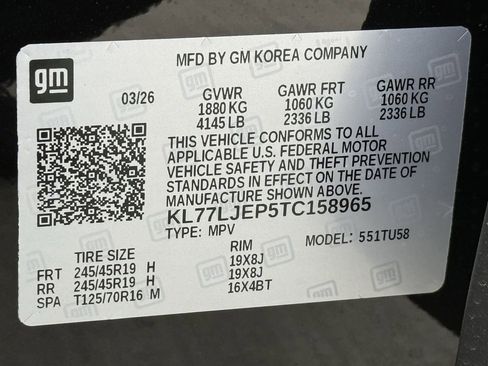 MFD BY GM KOREA COMPANY
gm
03/26 GVWR GAWR FRT GAWR RR
1880 KG 1060 KG 1060 KG
4145 LB 2336 LB 2336 LB
THIS VEHICLE CONFORMS TO ALL
APPLICABLE U.S. FEDERAL MOTOR
VEHICLE SAFETY AND THEFT PREVENTION
STANDARDS IN EFFECT ON THE DATE OF
MANUFACTURE SHOWN ABOVE.
KL77LJEP5TC158965
TYPE: MPV MODEL: 551TU58
TIRE SIZE RIM
FRT 245/45R19 H 19X8J
RR 245/45R19 H 19X8J
SPA T125/70R16 M 16X4BT